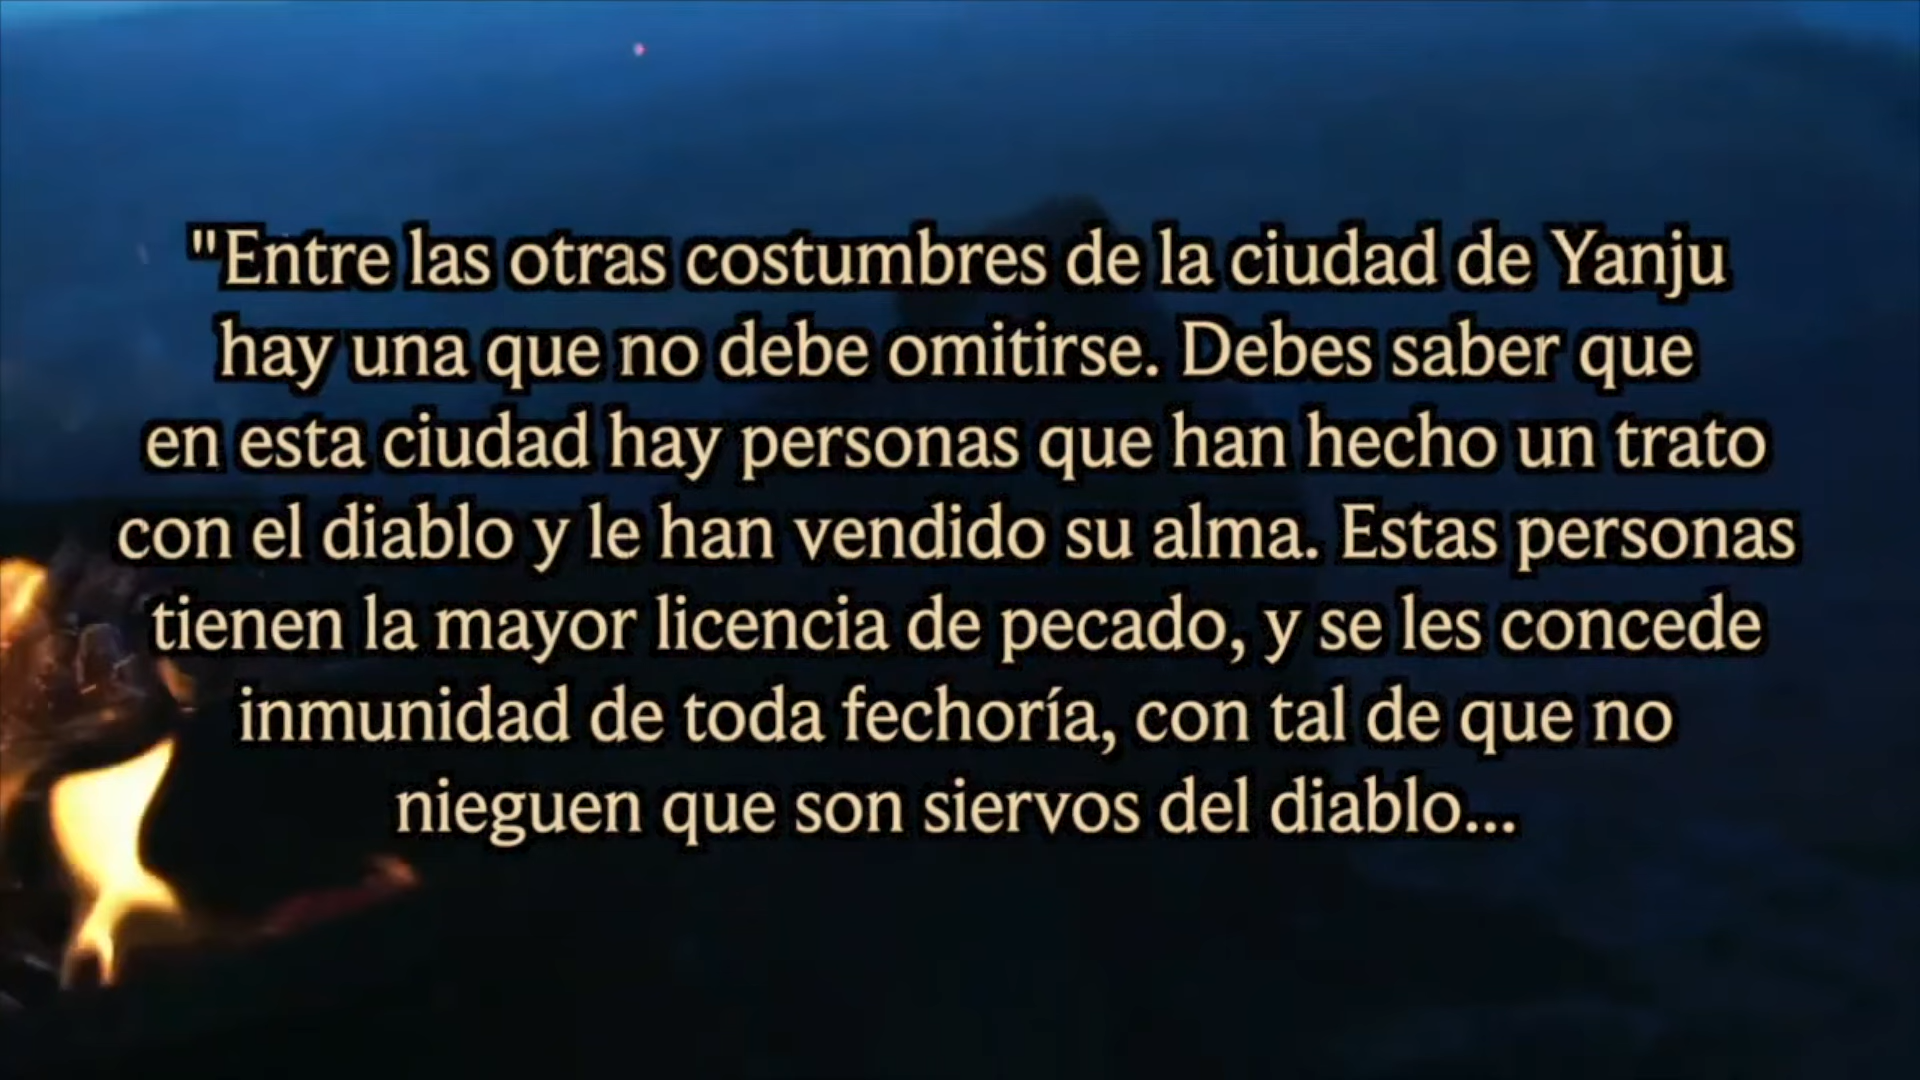 "Entre las otras costumbres de la ciudad de Yanju
hay una que no debe omitirse. Debes saber que
en esta ciudad hay personas que han hecho un trato
con el diablo y le han vendido su alma. Estas personas
tienen la mayor licencia de pecado, y se les concede
inmunidad de toda fechoría, con tal de que no
nieguen que son siervos del diablo...